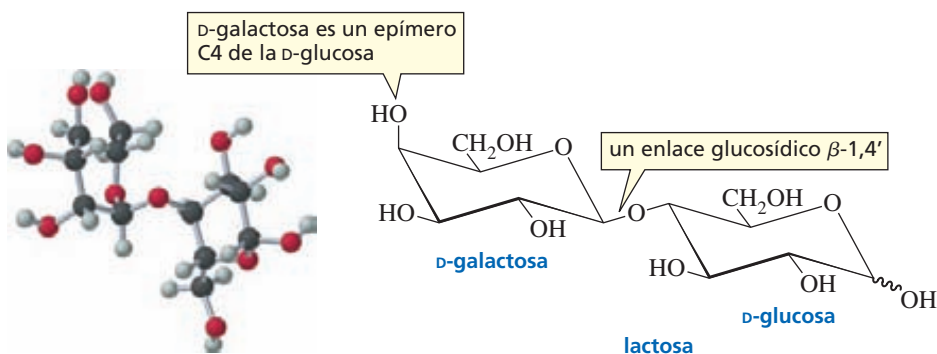 D-galactosa es un epímero
C4 de la D-glucosa
HO
CH₂OH
O
un enlace glucosídico β-1,4′
HO
OH
O
CH₂OH
O
D-galactosa
HO
OH
OH
D-glucosa
lactosa